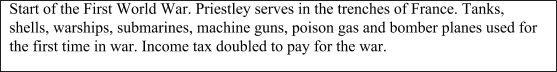 Start of the First World War. Priestley serves in the trenches of France. Tanks,
shells, warships, submarines, machine guns, poison gas and bomber planes used for
the first time in war. Income tax doubled to pay for the war.